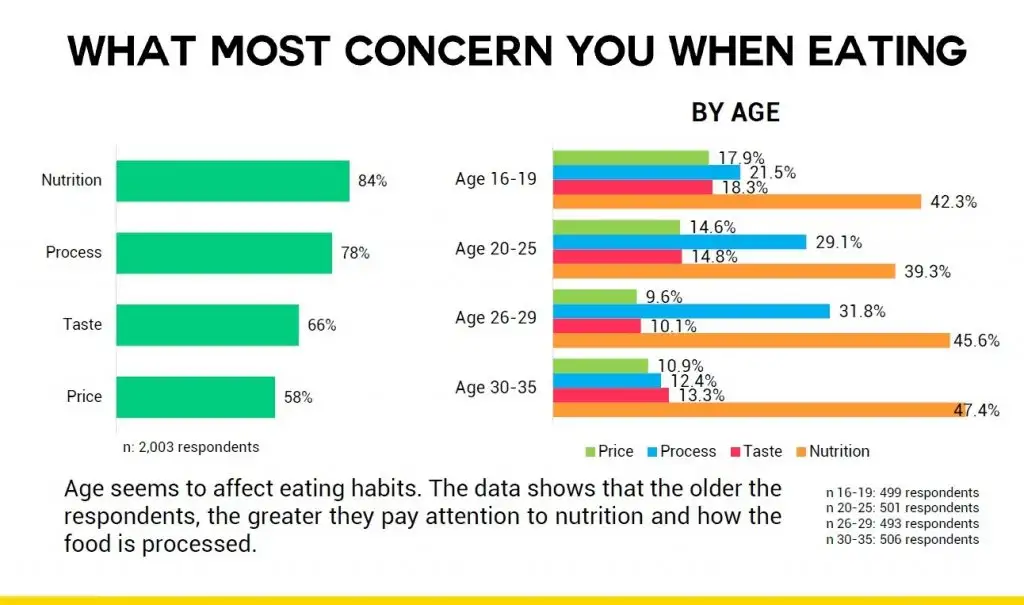 WHAT MOST CONCERN YOU WHEN EATING
Nutrition
84%
Process
78%
Taste
66%
Price
58%
n: 2,003 respondents
BY AGE
Age 16-19
17.9%
21.5%
18.3%
42.3%
Age 20-25
14.6%
29.1%
14.8%
39.3%
Age 26-29
9.6%
31.8%
10.1%
45.6%
Age 30-35
10.9%
12.4%
13.3%
47.4%
Price Process Taste Nutrition
Age seems to affect eating habits. The data shows that the older the
respondents, the greater they pay attention to nutrition and how the
food is processed.
n 16-19: 499 respondents
n 20-25: 501 respondents
n 26-29: 493 respondents
n 30-35: 506 respondents